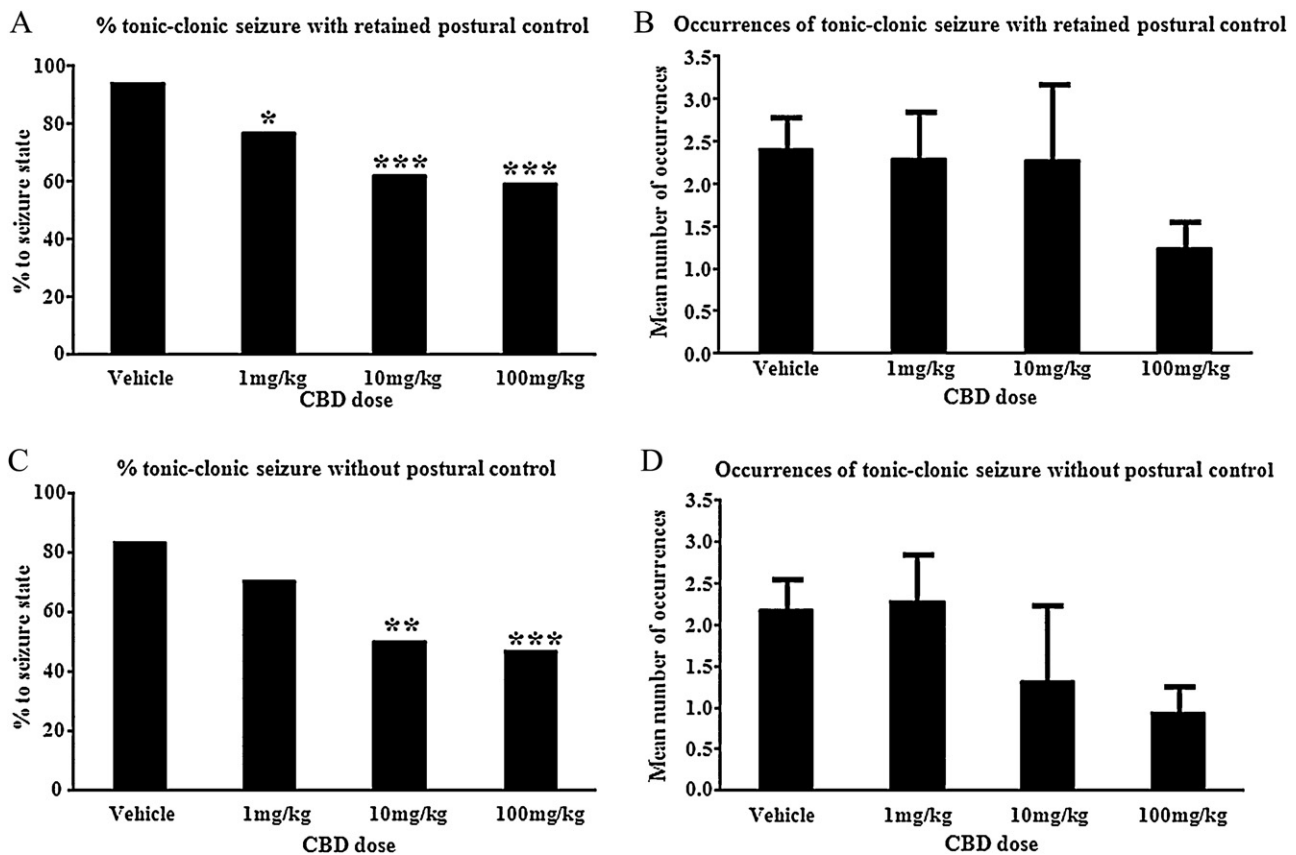 A
% tonic-clonic seizure with retained postural control
% to seizure state
100
80
60
40
20
0
*
***
***
Vehicle
1mg/kg
10mg/kg
100mg/kg
CBD dose
B
Occurrences of tonic-clonic seizure with retained postural control
Mean number of occurrences
3.5
3.0
2.5
2.0
1.5
1.0
0.5
0.0
Vehicle
1mg/kg
10mg/kg
100mg/kg
CBD dose
C
% tonic-clonic seizure without postural control
% to seizure state
100
80
60
40
20
0
**
***
Vehicle
1mg/kg
10mg/kg
100mg/kg
CBD dose
D
Occurrences of tonic-clonic seizure without postural control
Mean number of occurrences
3.5
3.0
2.5
2.0
1.5
1.0
0.5
0.0
Vehicle
1mg/kg
10mg/kg
100mg/kg
CBD dose